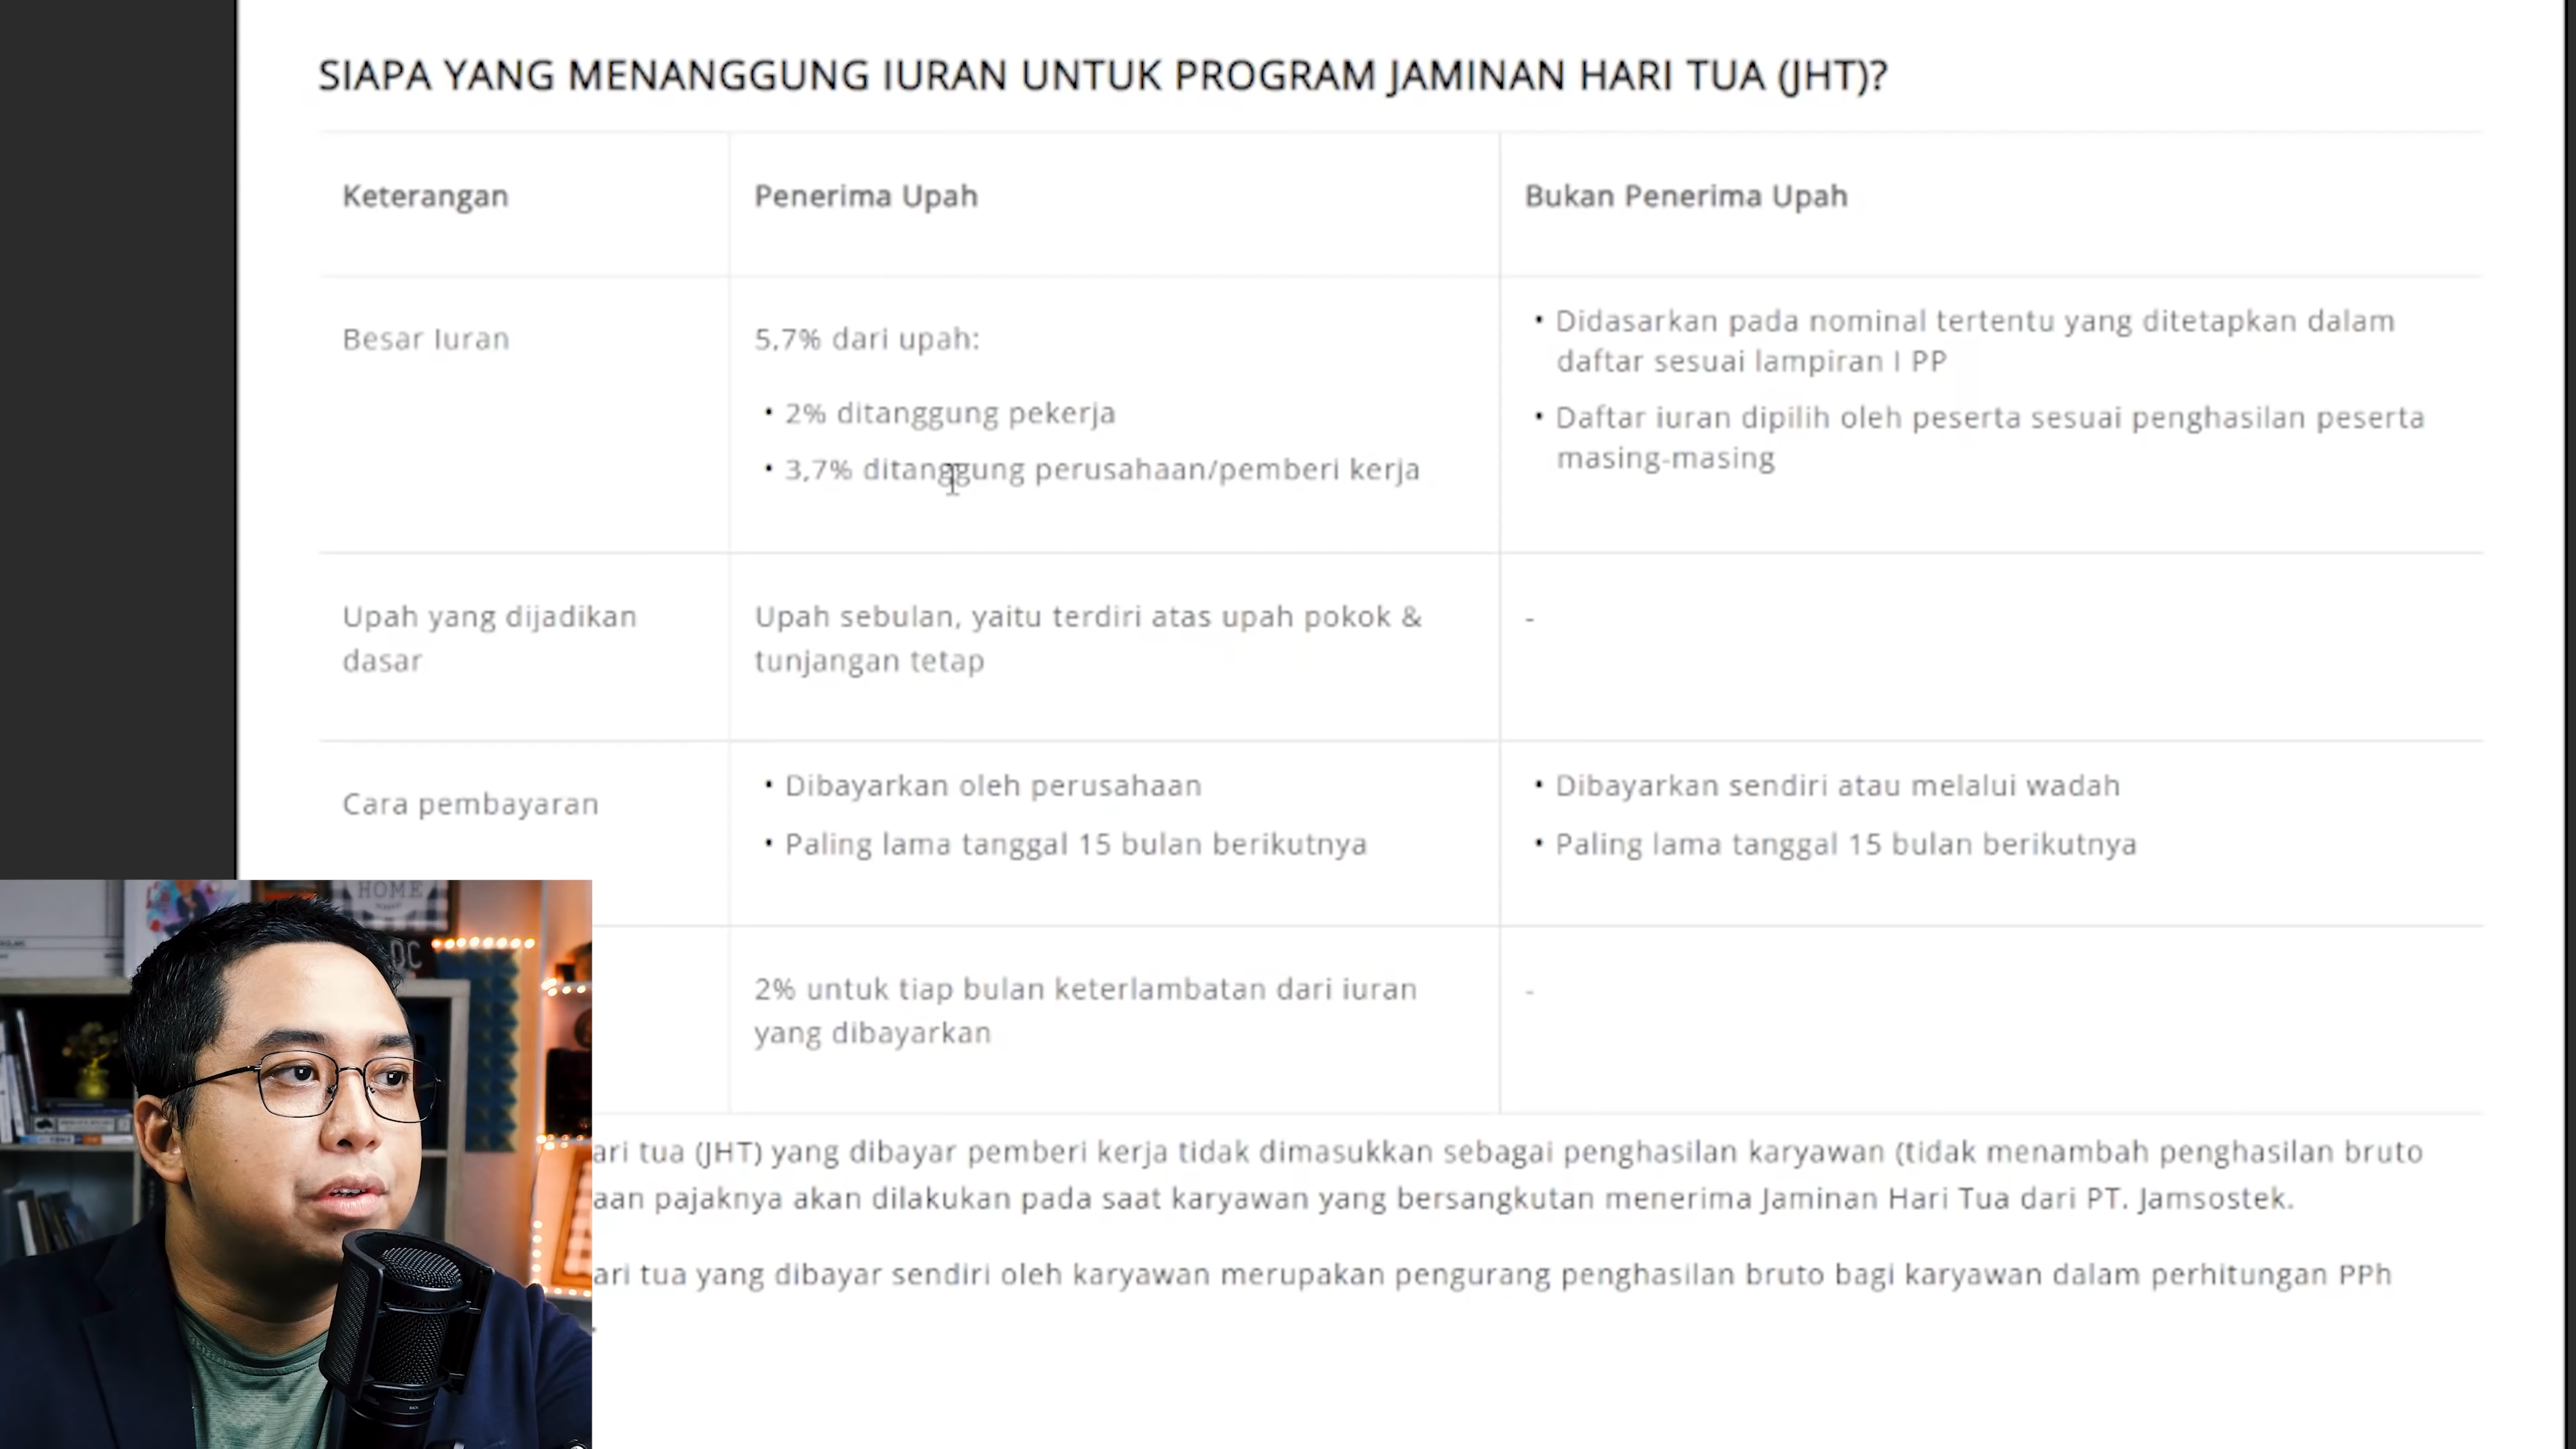 SIAPA YANG MENANGGUNG IURAN UNTUK PROGRAM JAMINAN HARI TUA (JHT)?
Keterangan
Penerima Upah
Bukan Penerima Upah
Besar Iuran
5,7% dari upah:
• 2% ditanggung pekerja
• 3,7% ditanggung perusahaan/pemberi kerja
• Didasarkan pada nominal tertentu yang ditetapkan dalam
daftar sesuai lampiran I PP
• Daftar iuran dipilih oleh peserta sesuai penghasilan peserta
masing-masing
Upah yang dijadikan
dasar
Upah sebulan, yaitu terdiri atas upah pokok &
tunjangan tetap
-
Cara pembayaran
• Dibayarkan oleh perusahaan
• Paling lama tanggal 15 bulan berikutnya
• Dibayarkan sendiri atau melalui wadah
• Paling lama tanggal 15 bulan berikutnya
2% untuk tiap bulan keterlambatan dari iuran
yang dibayarkan
-
ari tua (JHT) yang dibayar pemberi kerja tidak dimasukkan sebagai penghasilan karyawan (tidak menambah penghasilan bruto
aan pajaknya akan dilakukan pada saat karyawan yang bersangkutan menerima Jaminan Hari Tua dari PT. Jamsostek.
ari tua yang dibayar sendiri oleh karyawan merupakan pengurang penghasilan bruto bagi karyawan dalam perhitungan PPh
HOME
DC